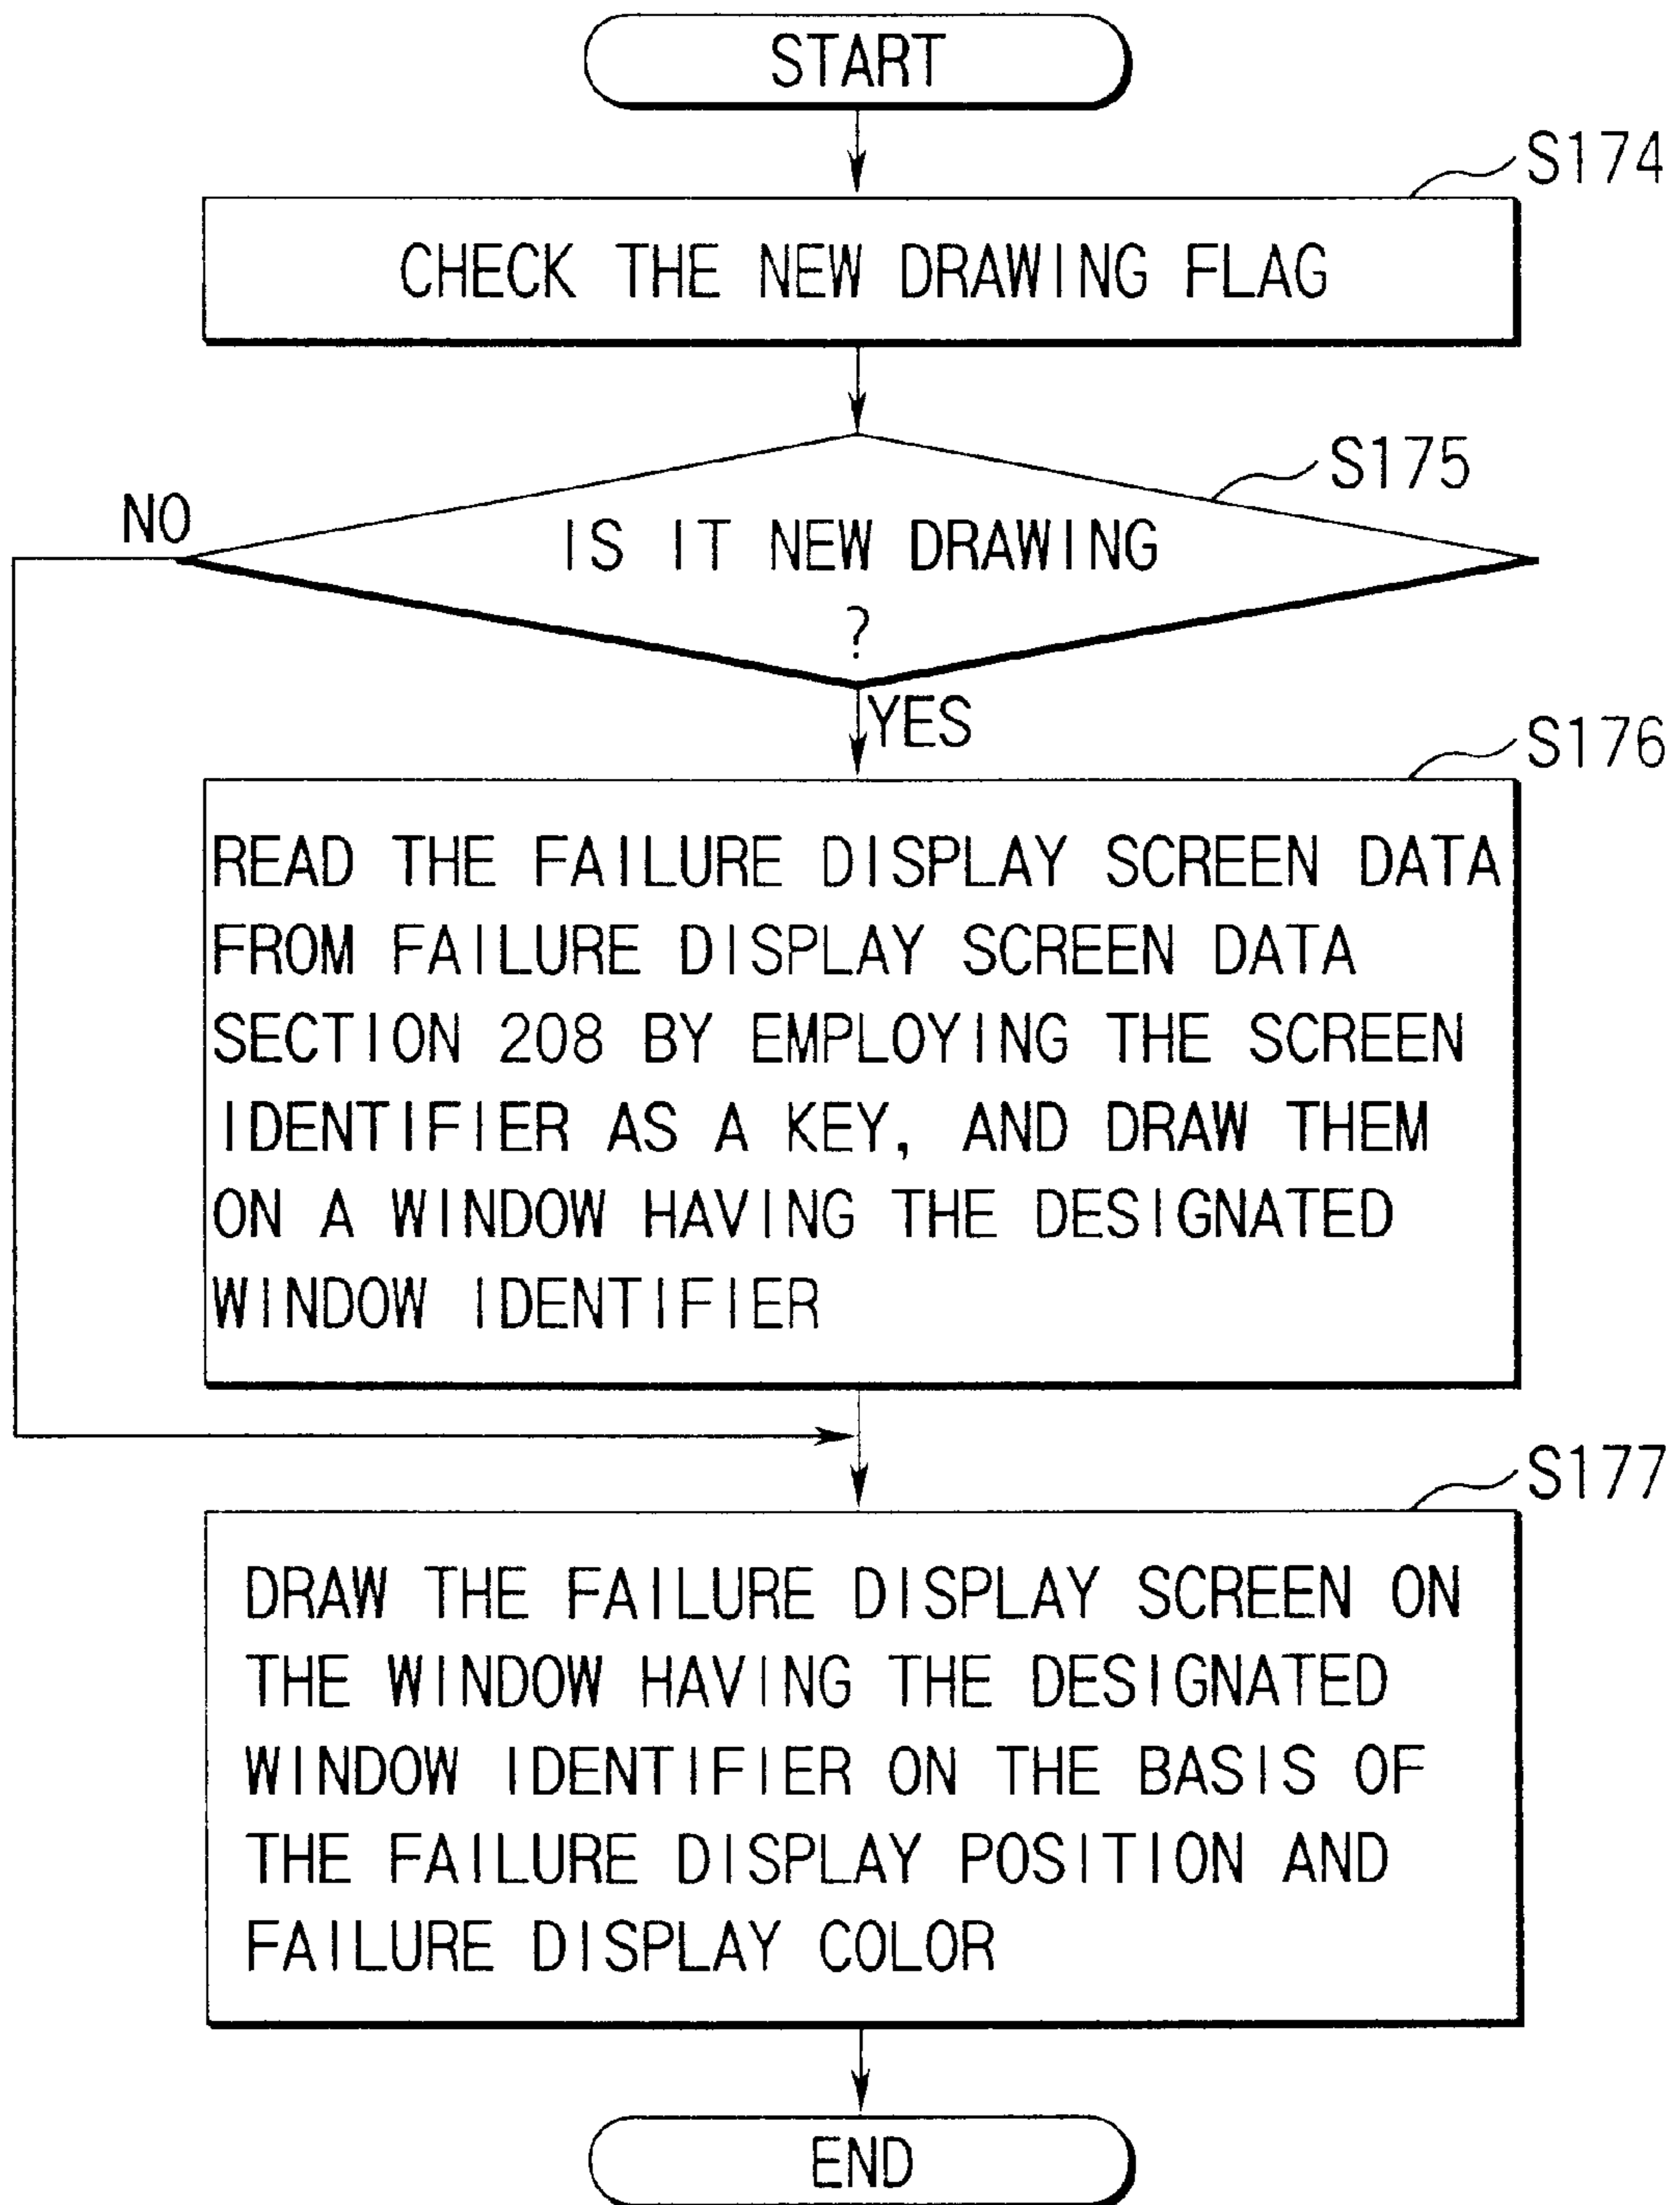 START
S174
CHECK THE NEW DRAWING FLAG
S175
NO
IS IT NEW DRAWING
?
YES
S176
READ THE FAILURE DISPLAY SCREEN DATA
FROM FAILURE DISPLAY SCREEN DATA
SECTION 208 BY EMPLOYING THE SCREEN
IDENTIFIER AS A KEY, AND DRAW THEM
ON A WINDOW HAVING THE DESIGNATED
WINDOW IDENTIFIER
S177
DRAW THE FAILURE DISPLAY SCREEN ON
THE WINDOW HAVING THE DESIGNATED
WINDOW IDENTIFIER ON THE BASIS OF
THE FAILURE DISPLAY POSITION AND
FAILURE DISPLAY COLOR
END